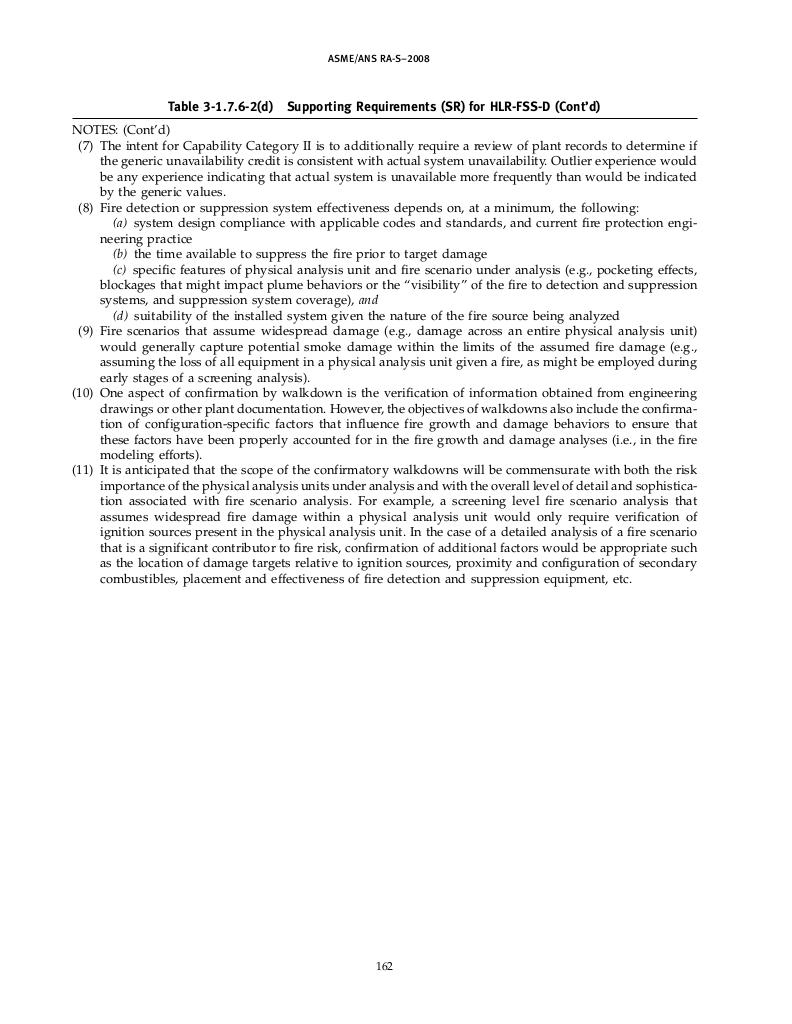 ASME/ANS RA-S–2008
Table 3-1.7.6-2(d) Supporting Requirements (SR) for HLR-FSS-D (Cont’d)
NOTES: (Cont’d)
(7) The intent for Capability Category II is to additionally require a review of plant records to determine if
the generic unavailability credit is consistent with actual system unavailability. Outlier experience would
be any experience indicating that actual system is unavailable more frequently than would be indicated
by the generic values.
(8) Fire detection or suppression system effectiveness depends on, at a minimum, the following:
(a) system design compliance with applicable codes and standards, and current fire protection engi-
neering practice
(b) the time available to suppress the fire prior to target damage
(c) specific features of physical analysis unit and fire scenario under analysis (e.g., pocketing effects,
blockages that might impact plume behaviors or the “visibility” of the fire to detection and suppression
systems, and suppression system coverage), and
(d) suitability of the installed system given the nature of the fire source being analyzed
(9) Fire scenarios that assume widespread damage (e.g., damage across an entire physical analysis unit)
would generally capture potential smoke damage within the limits of the assumed fire damage (e.g.,
assuming the loss of all equipment in a physical analysis unit given a fire, as might be employed during
early stages of a screening analysis).
(10) One aspect of confirmation by walkdown is the verification of information obtained from engineering
drawings or other plant documentation. However, the objectives of walkdowns also include the confirma-
tion of configuration-specific factors that influence fire growth and damage behaviors to ensure that
these factors have been properly accounted for in the fire growth and damage analyses (i.e., in the fire
modeling efforts).
(11) It is anticipated that the scope of the confirmatory walkdowns will be commensurate with both the risk
importance of the physical analysis units under analysis and with the overall level of detail and sophistica-
tion associated with fire scenario analysis. For example, a screening level fire scenario analysis that
assumes widespread fire damage within a physical analysis unit would only require verification of
ignition sources present in the physical analysis unit. In the case of a detailed analysis of a fire scenario
that is a significant contributor to fire risk, confirmation of additional factors would be appropriate such
as the location of damage targets relative to ignition sources, proximity and configuration of secondary
combustibles, placement and effectiveness of fire detection and suppression equipment, etc.
162